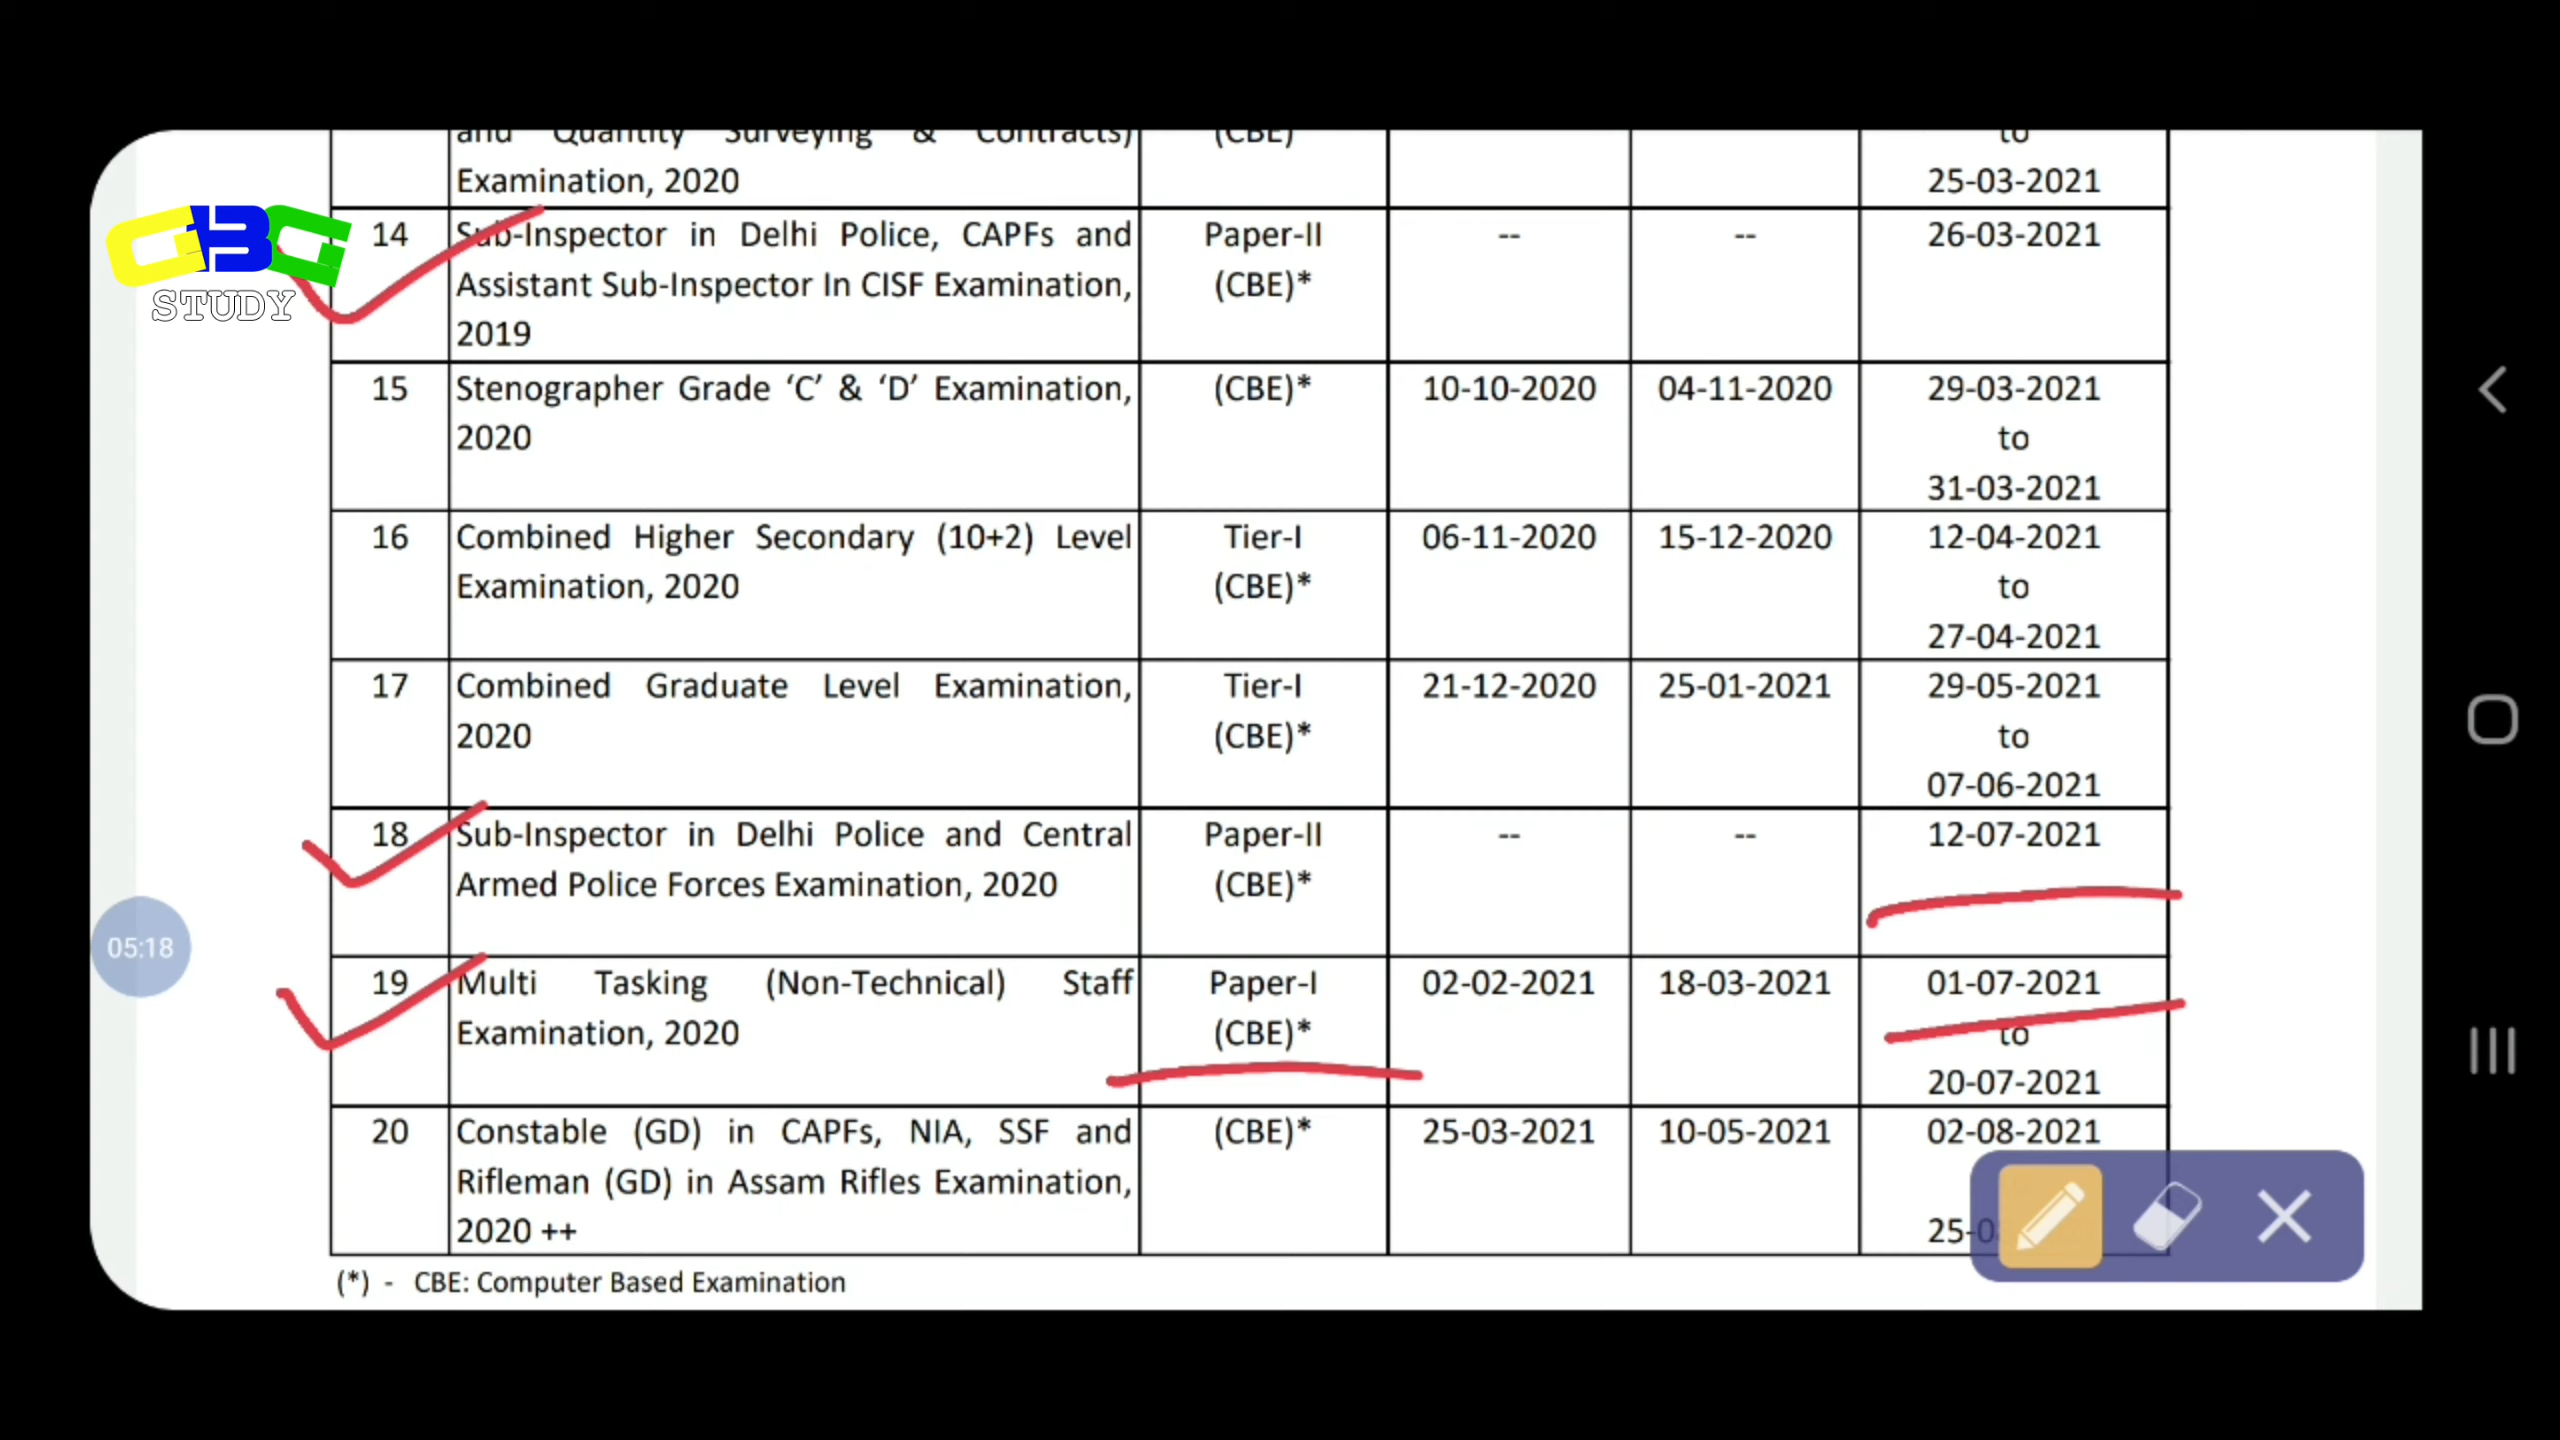 and Quantity Surveying & Contracts) (CBE) to
Examination, 2020 25-03-2021
CBC
STUDY
14 Sub-Inspector in Delhi Police, CAPFs and Paper-II -- -- 26-03-2021
Assistant Sub-Inspector In CISF Examination, (CBE)*
2019
15 Stenographer Grade ‘C’ & ‘D’ Examination, (CBE)* 10-10-2020 04-11-2020 29-03-2021
2020 to
31-03-2021
16 Combined Higher Secondary (10+2) Level Tier-I 06-11-2020 15-12-2020 12-04-2021
Examination, 2020 (CBE)* to
27-04-2021
17 Combined Graduate Level Examination, Tier-I 21-12-2020 25-01-2021 29-05-2021
2020 (CBE)* to
07-06-2021
18 Sub-Inspector in Delhi Police and Central Paper-II -- -- 12-07-2021
Armed Police Forces Examination, 2020 (CBE)*
05:18
19 Multi Tasking (Non-Technical) Staff Paper-I 02-02-2021 18-03-2021 01-07-2021
Examination, 2020 (CBE)* to
20-07-2021
20 Constable (GD) in CAPFs, NIA, SSF and (CBE)* 25-03-2021 10-05-2021 02-08-2021
Rifleman (GD) in Assam Rifles Examination,
2020 ++
(*) - CBE: Computer Based Examination